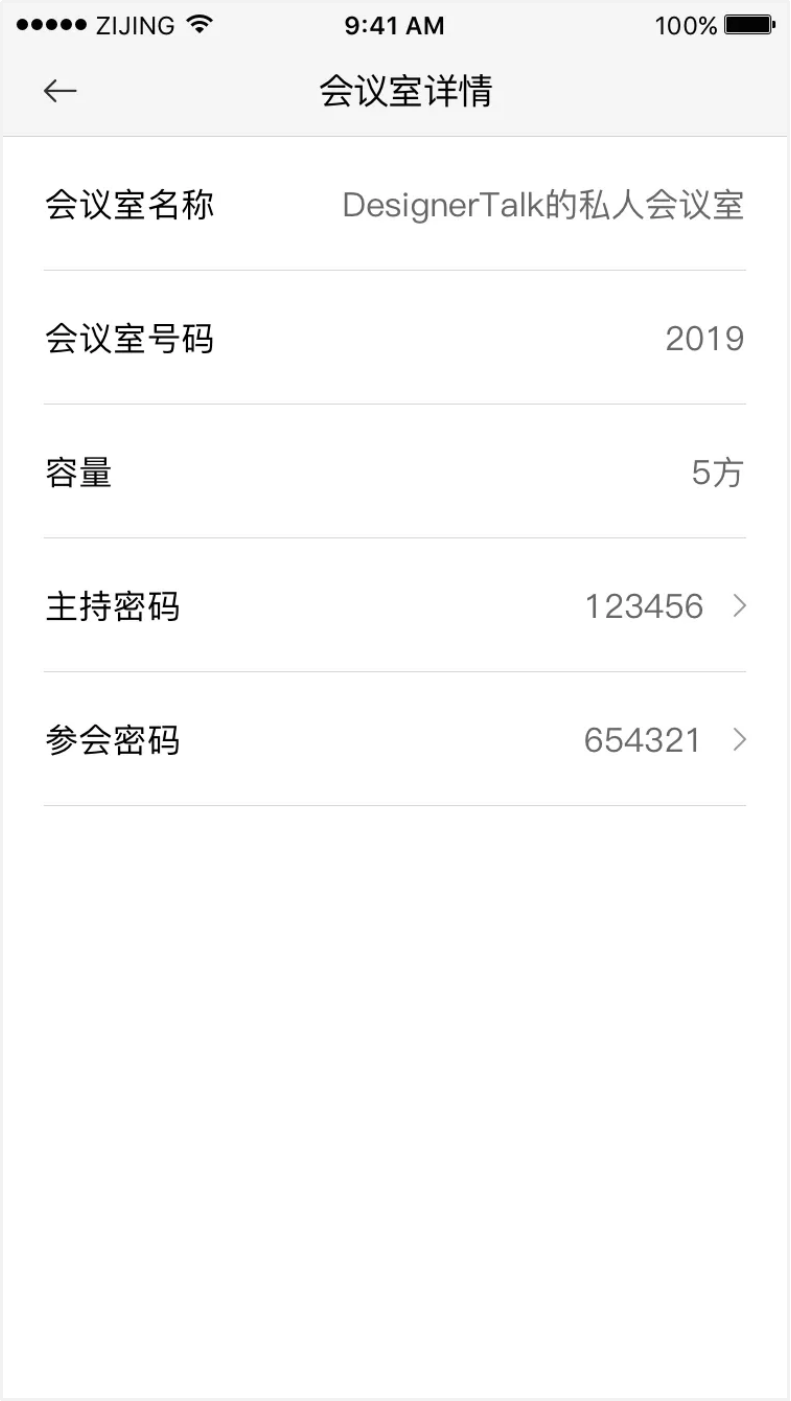 ZIJING 9:41 AM 100%
会议室详情
会议室名称 DesignerTalk的私人会议室
会议室号码 2019
容量 5方
主持密码 123456
参会密码 654321